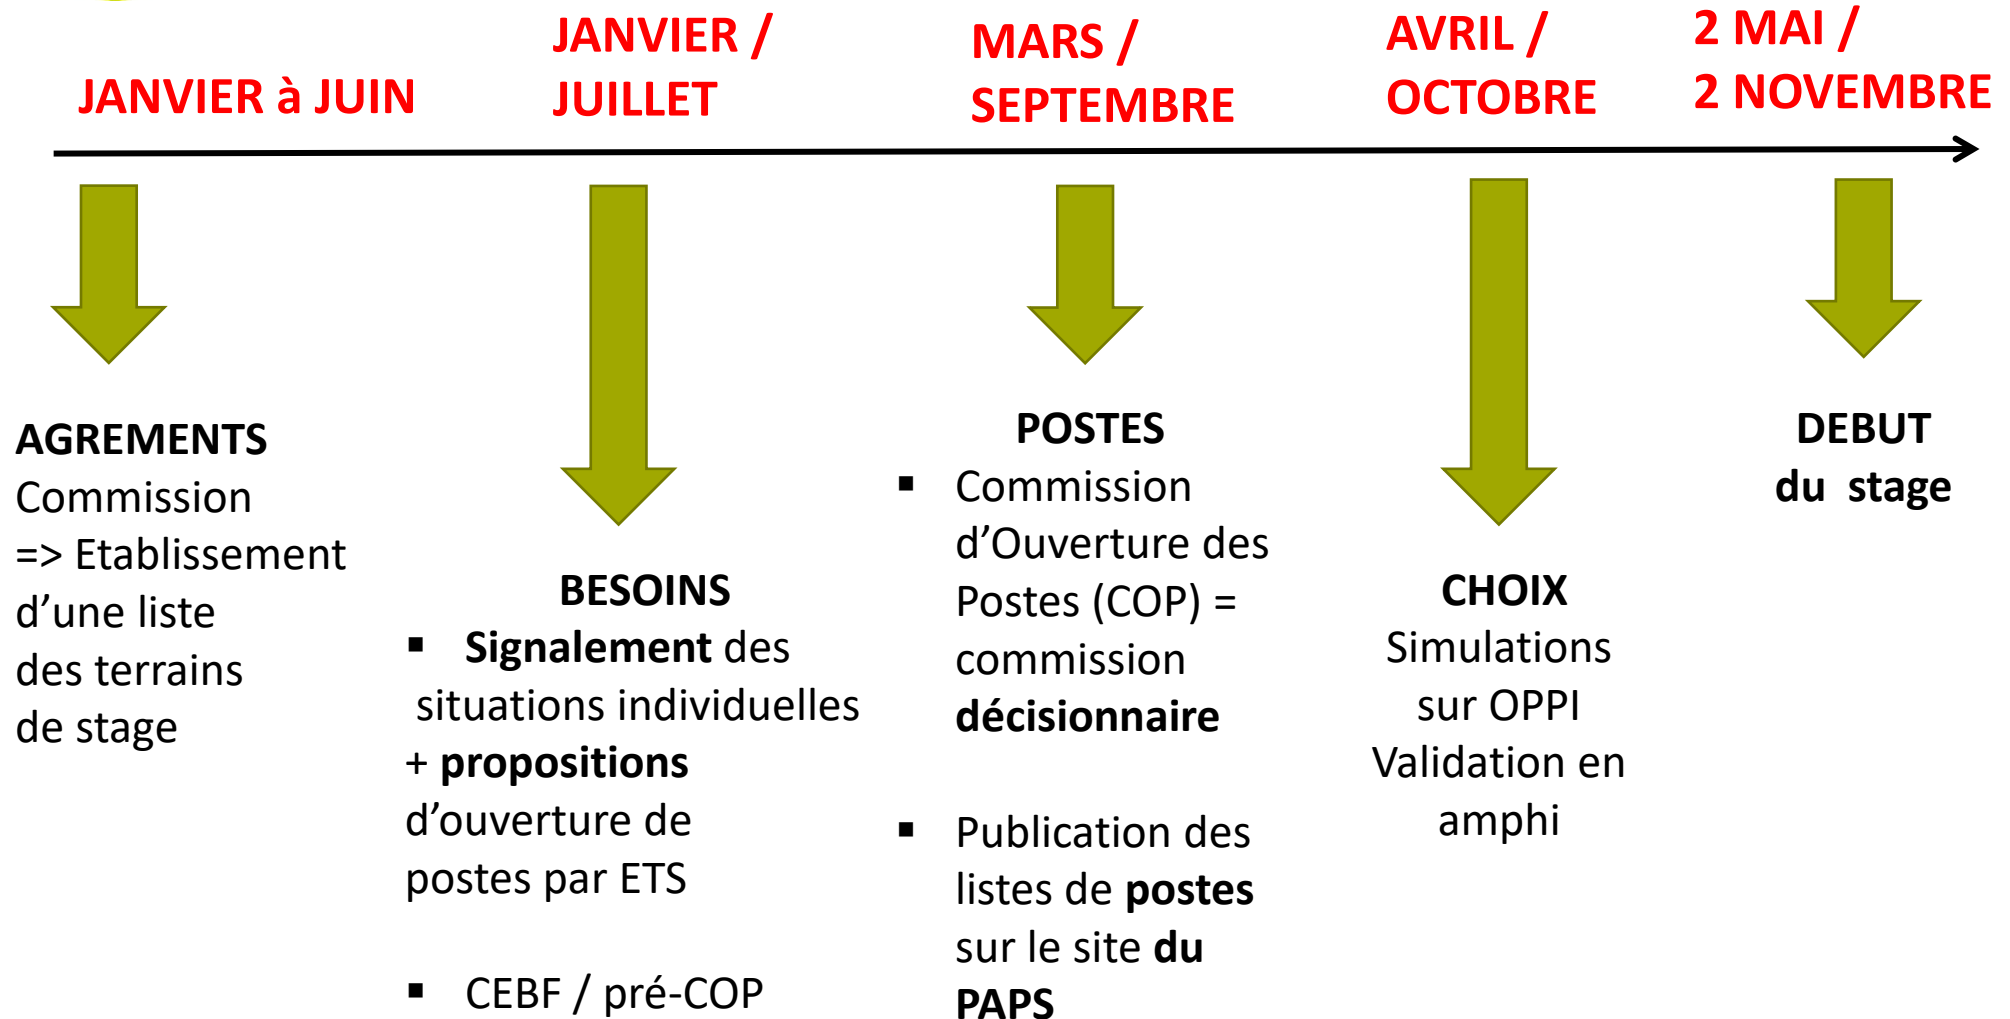 JANVIER à JUIN
JANVIER /
JUILLET
MARS /
SEPTEMBRE
AVRIL /
OCTOBRE
2 MAI /
2 NOVEMBRE
AGREMENTS
Commission
=> Etablissement
d’une liste
des terrains
de stage
BESOINS
▪ Signalement des
situations individuelles
+ propositions
d’ouverture de
postes par ETS
▪ CEBF / pré-COP
POSTES
▪ Commission
d’Ouverture des
Postes (COP) =
commission
décisionnaire
▪ Publication des
listes de postes
sur le site du
PAPS
CHOIX
Simulations
sur OPPI
Validation en
amphi
DEBUT
du stage